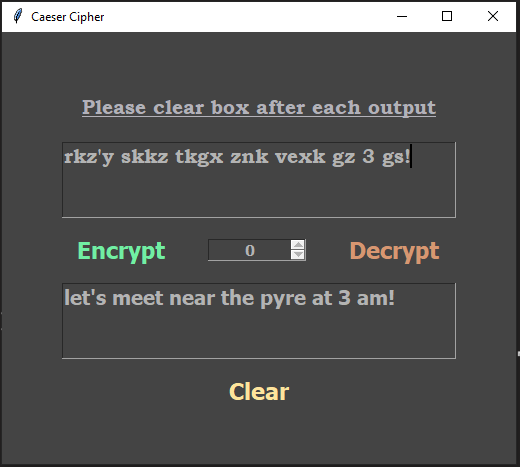 Caeser Cipher
Please clear box after each output
rkz'y skkz tkgx znk vexk gz 3 gs!
Encrypt 0 Decrypt
let's meet near the pyre at 3 am!
Clear